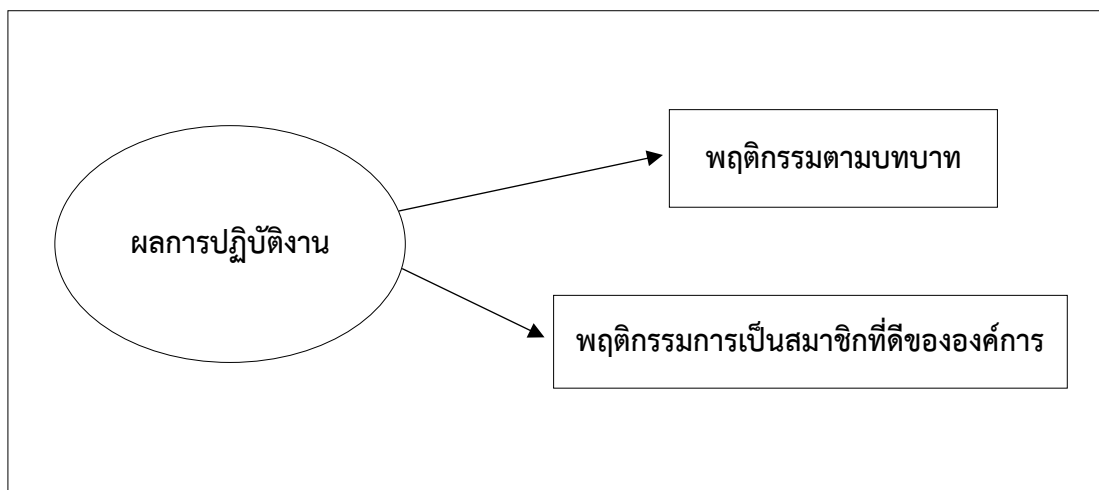 พฤติกรรมตามบทบาท
ผลการปฏิบัติงาน
พฤติกรรมการเป็นสมาชิกที่ดีขององค์การ